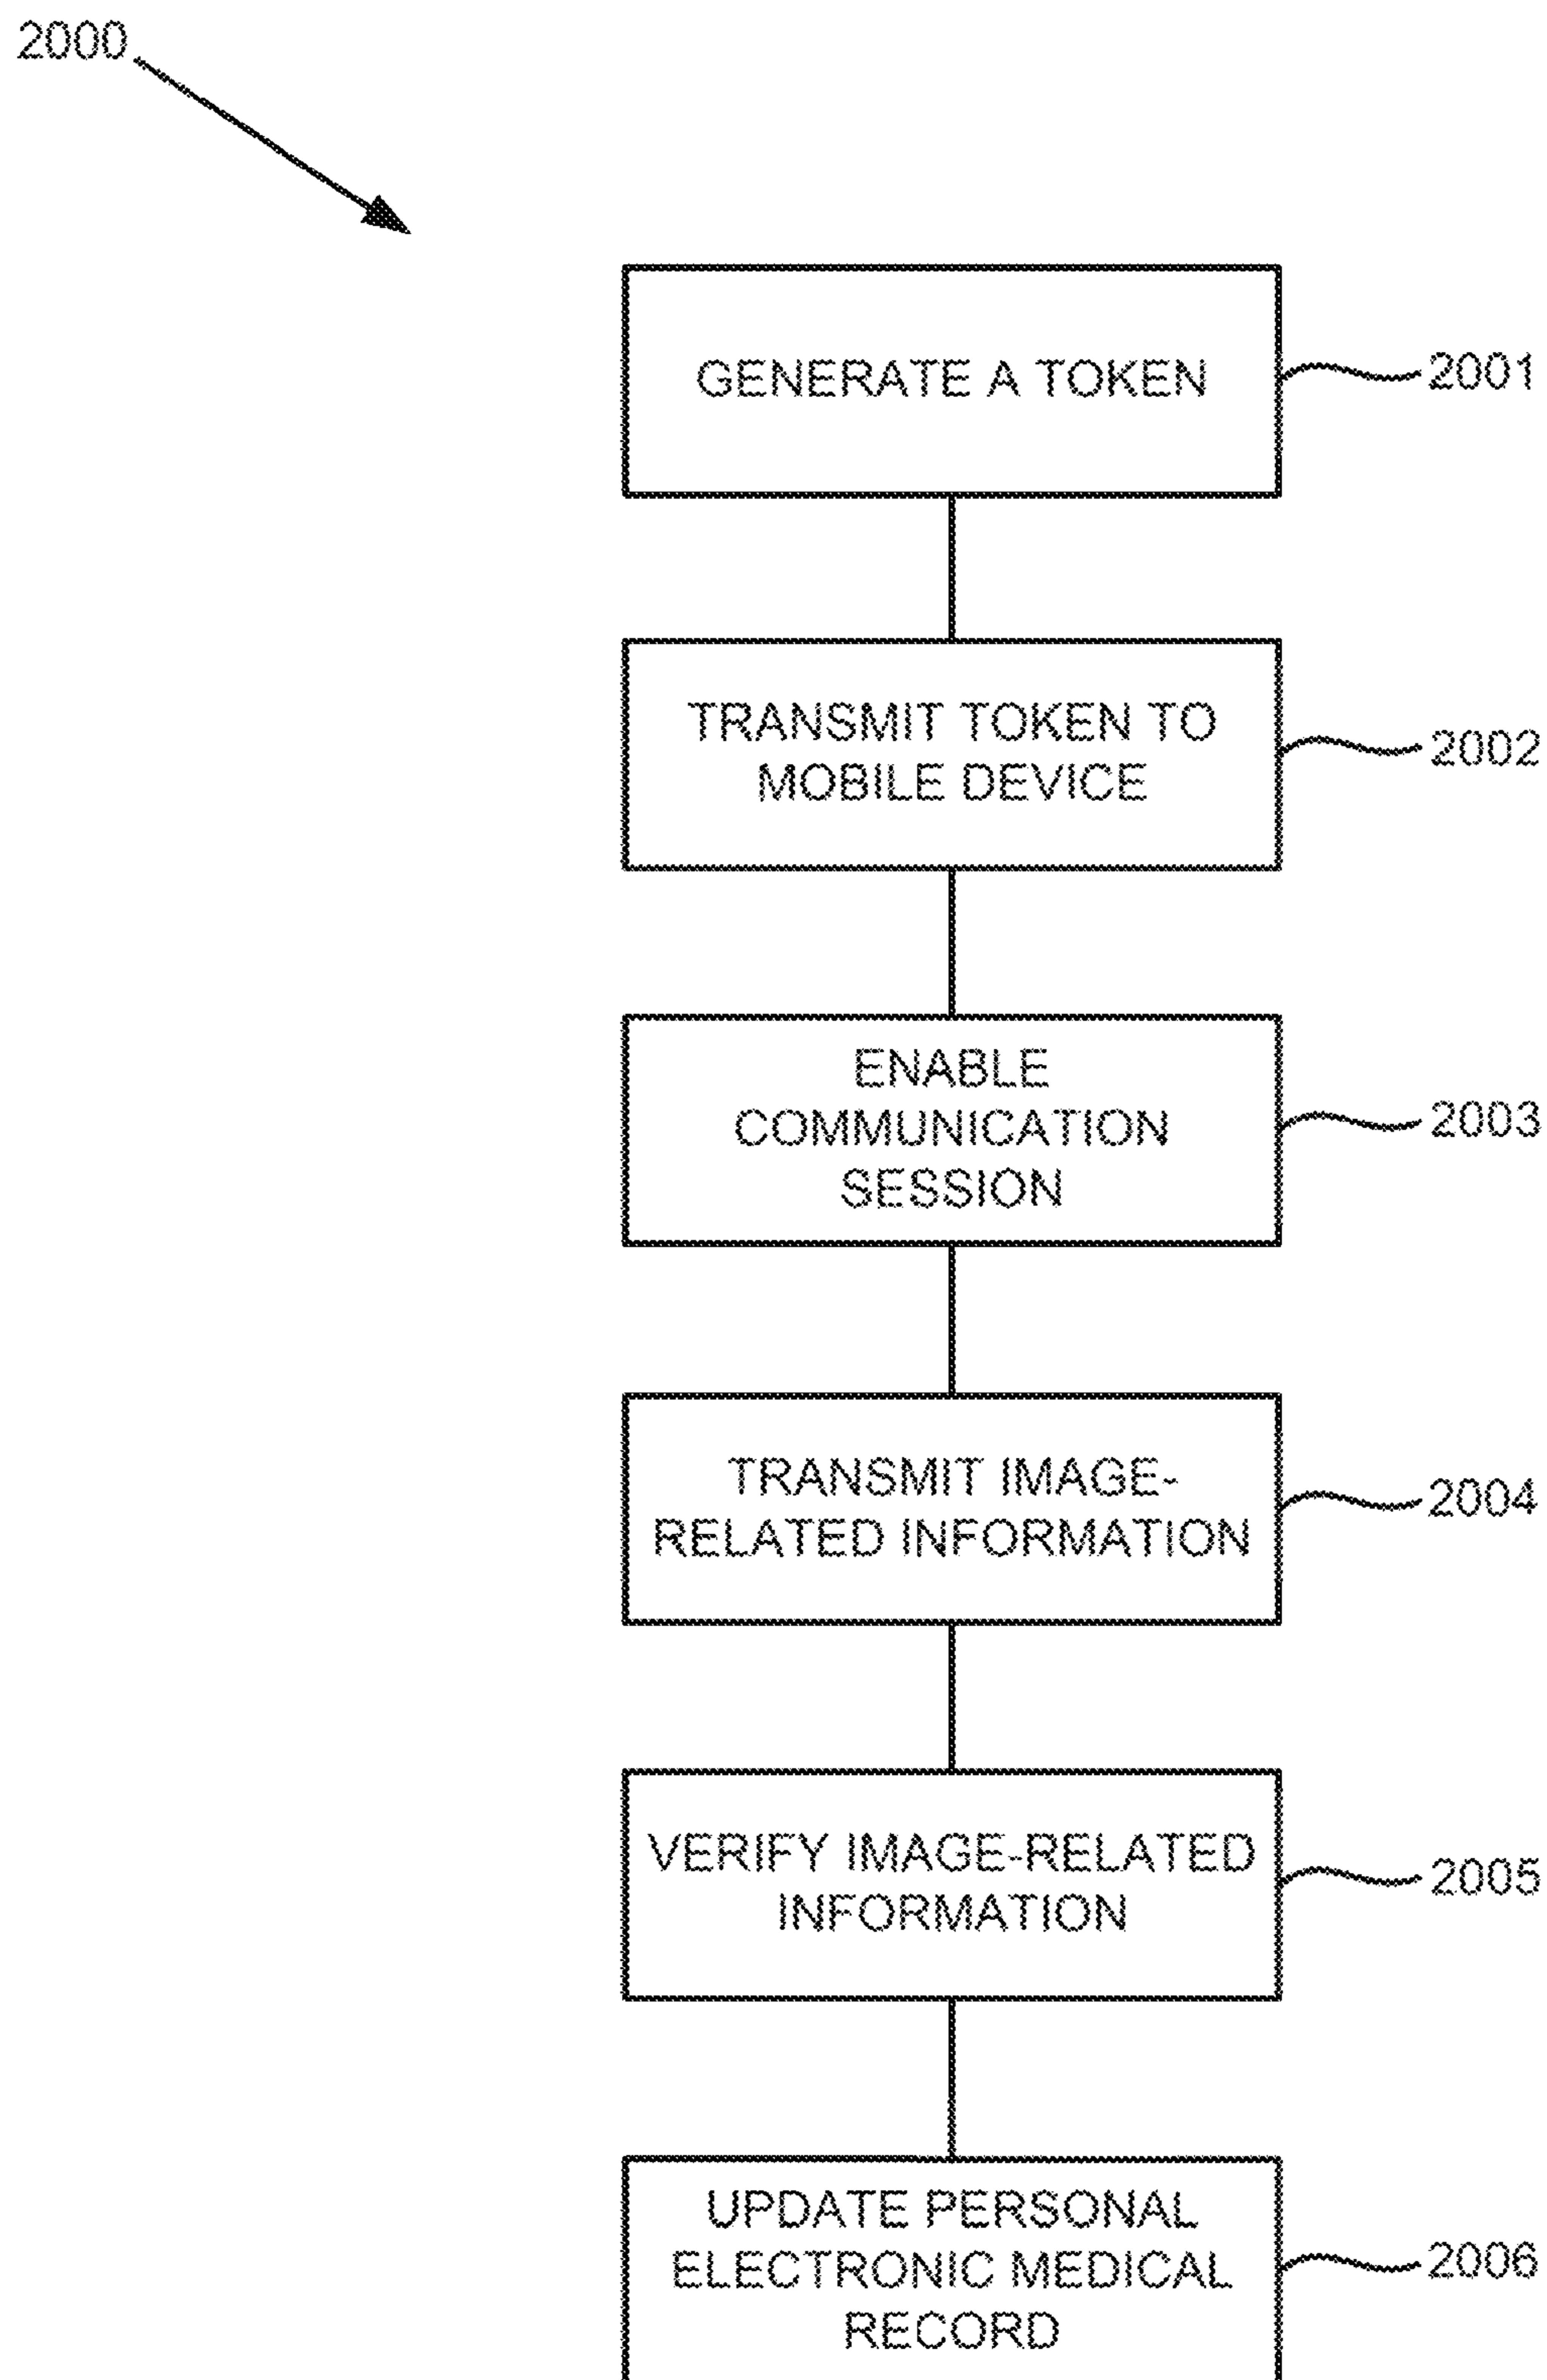 2000
GENERATE A TOKEN
2001
TRANSMIT TOKEN TO
MOBILE DEVICE
2002
ENABLE
COMMUNICATION
SESSION
2003
TRANSMIT IMAGE-
RELATED INFORMATION
2004
VERIFY IMAGE-RELATED
INFORMATION
2005
UPDATE PERSONAL
ELECTRONIC MEDICAL
RECORD
2006